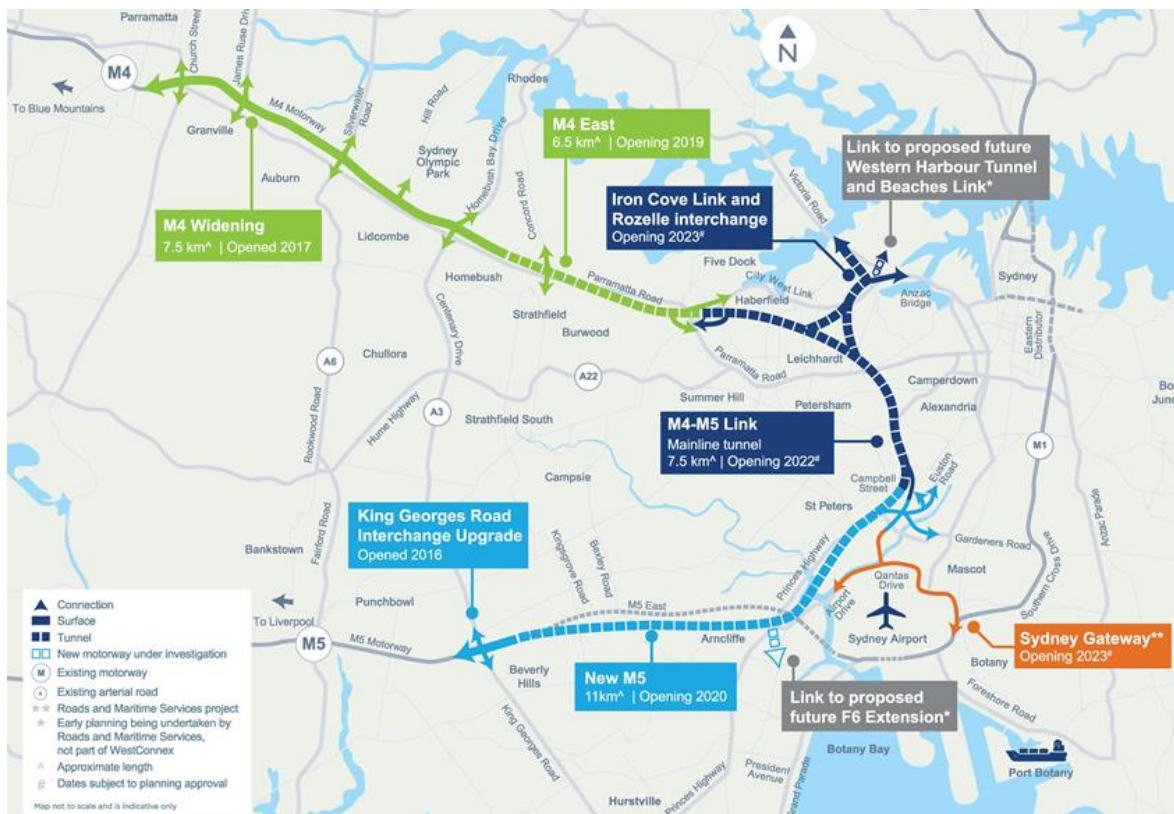 Parramatta
Church Street
James Ruse Drive
M4
To Blue Mountains
Granville
M4 Motorway
Silverwater Road
Hill Road
Rhodes
N
Auburn
Sydney
Olympic
Park
Homebush Bay Drive
Concord Road
M4 East
6.5 km^ | Opening 2019
Victoria Road
Link to proposed
future
Western Harbour Tunnel
and Beaches Link*
M4 Widening
7.5 km^ | Opened 2017
Lidcombe
Iron Cove Link and
Rozelle interchange
Opening 2023#
Homebush
Parramatta Road
Five Dock
City West Link
Haberfield
Anzac
Bridge
Sydney
Eastern
Distributor
Strathfield
Burwood
Centenary Drive
Chullora
A6
A22
Parramatta Road
Leichhardt
Camperdown
Alexandria
Summer Hill
Petersham
Rookwood Road
Hume Highway
A3
Strathfield South
M4-M5 Link
Mainline tunnel
7.5 km^ | Opening 2022#
M1
Campsie
Campbell
Street
Euston
Road
St Peters
Anzac Parade
King Georges Road
Interchange Upgrade
Opened 2016
Bankstown
Fairford Road
Kingsgrove Road
Bexley Road
Princes Highway
Gardeners Road
Mascot
Southern Cross Drive
Qantas
Drive
Airport
Drive
Punchbowl
To Liverpool
M5
M5 Motorway
M5 East
Arncliffe
Sydney Airport
Sydney Gateway**
Opening 2023#
Botany
Beverly
Hills
New M5
11km^ | Opening 2020
Link to proposed
future F6 Extension*
Foreshore Road
King Georges Road
Botany Bay
Port Botany
President
Avenue
Princes Highway
Grand Parade
Hurstville
Connection
Surface
Tunnel
New motorway under investigation
M Existing motorway
Existing arterial road
** Roads and Maritime Services project
* Early planning being undertaken by
Roads and Maritime Services,
not part of WestConnex
^ Approximate length
# Dates subject to planning approval
Map not to scale and is indicative only